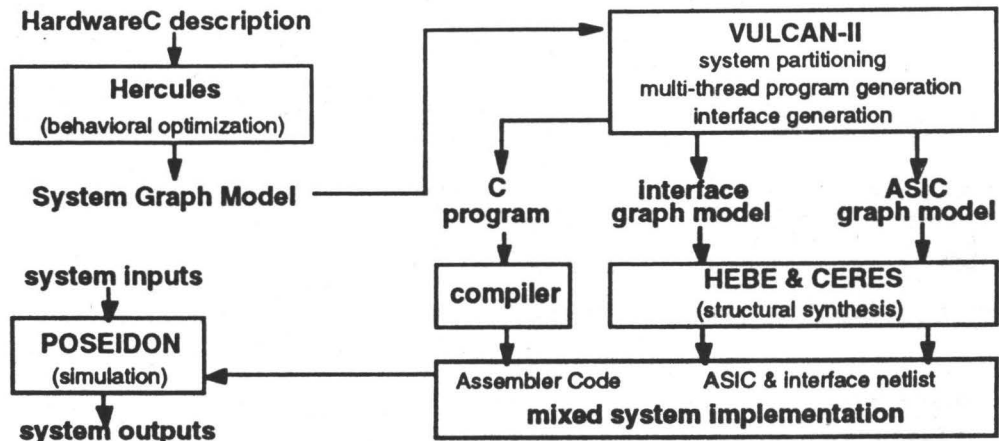 HardwareC description
Hercules
(behavioral optimization)
System Graph Model
VULCAN-II
system partitioning
multi-thread program generation
interface generation
C
program
interface
graph model
ASIC
graph model
system inputs
POSEIDON
(simulation)
system outputs
compiler
HEBE & CERES
(structural synthesis)
Assembler Code
ASIC & interface netlist
mixed system implementation